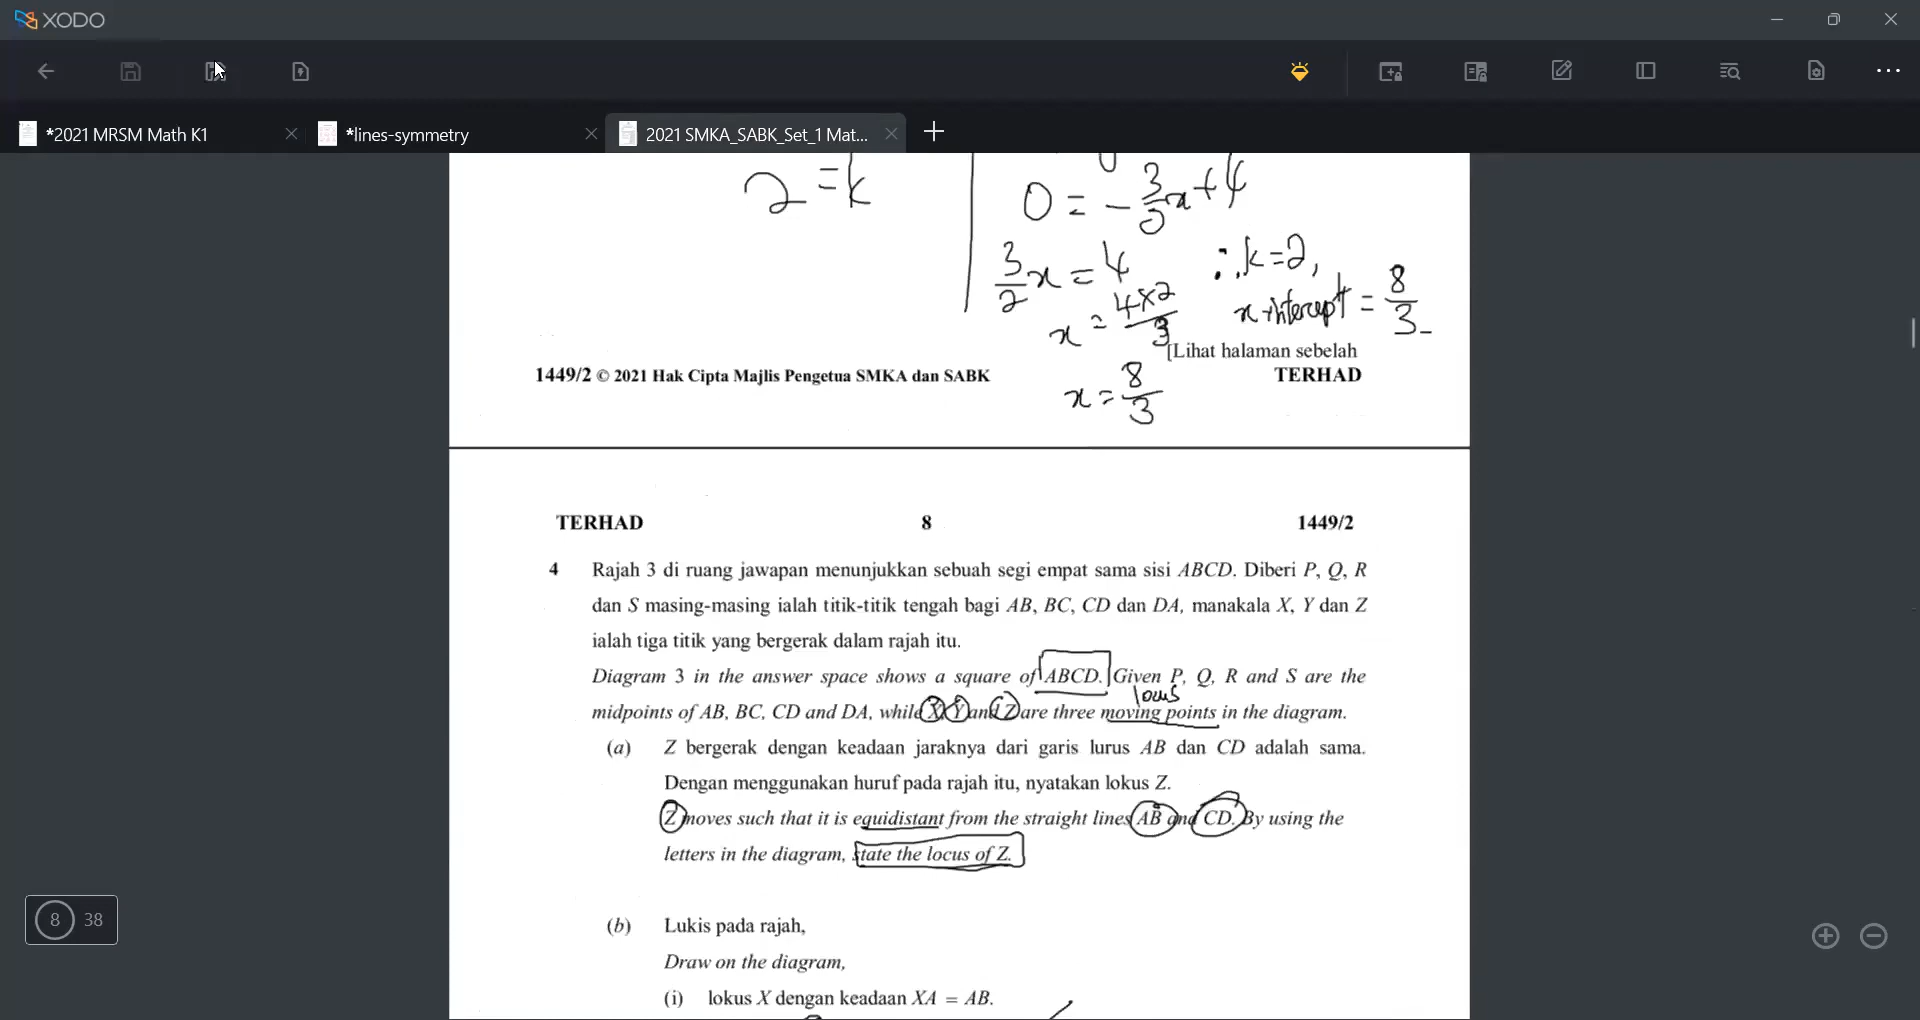 XODO
*2021 MRSM Math K1
*lines-symmetry
2021 SMKA_SABK_Set_1 Mat...
2 = k
0 = - 3/2 x + 4
3/2 x = 4
∴ k = 2,
x = 4×2/3
x-intercept = 8/3
[Lihat halaman sebelah
1449/2 © 2021 Hak Cipta Majlis Pengetua SMKA dan SABK
TERHAD
x = 8/3
TERHAD 8 1449/2
4 Rajah 3 di ruang jawapan menunjukkan sebuah segi empat sama sisi ABCD. Diberi P, Q, R
dan S masing-masing ialah titik-titik tengah bagi AB, BC, CD dan DA, manakala X, Y dan Z
ialah tiga titik yang bergerak dalam rajah itu.
Diagram 3 in the answer space shows a square of ABCD. Given P, Q, R and S are the
locus
midpoints of AB, BC, CD and DA, while X, Y and Z are three moving points in the diagram.
(a) Z bergerak dengan keadaan jaraknya dari garis lurus AB dan CD adalah sama.
Dengan menggunakan huruf pada rajah itu, nyatakan lokus Z.
Z moves such that it is equidistant from the straight lines AB and CD. By using the
letters in the diagram, state the locus of Z.
(b) Lukis pada rajah,
Draw on the diagram,
(i) lokus X dengan keadaan XA = AB.
8 38